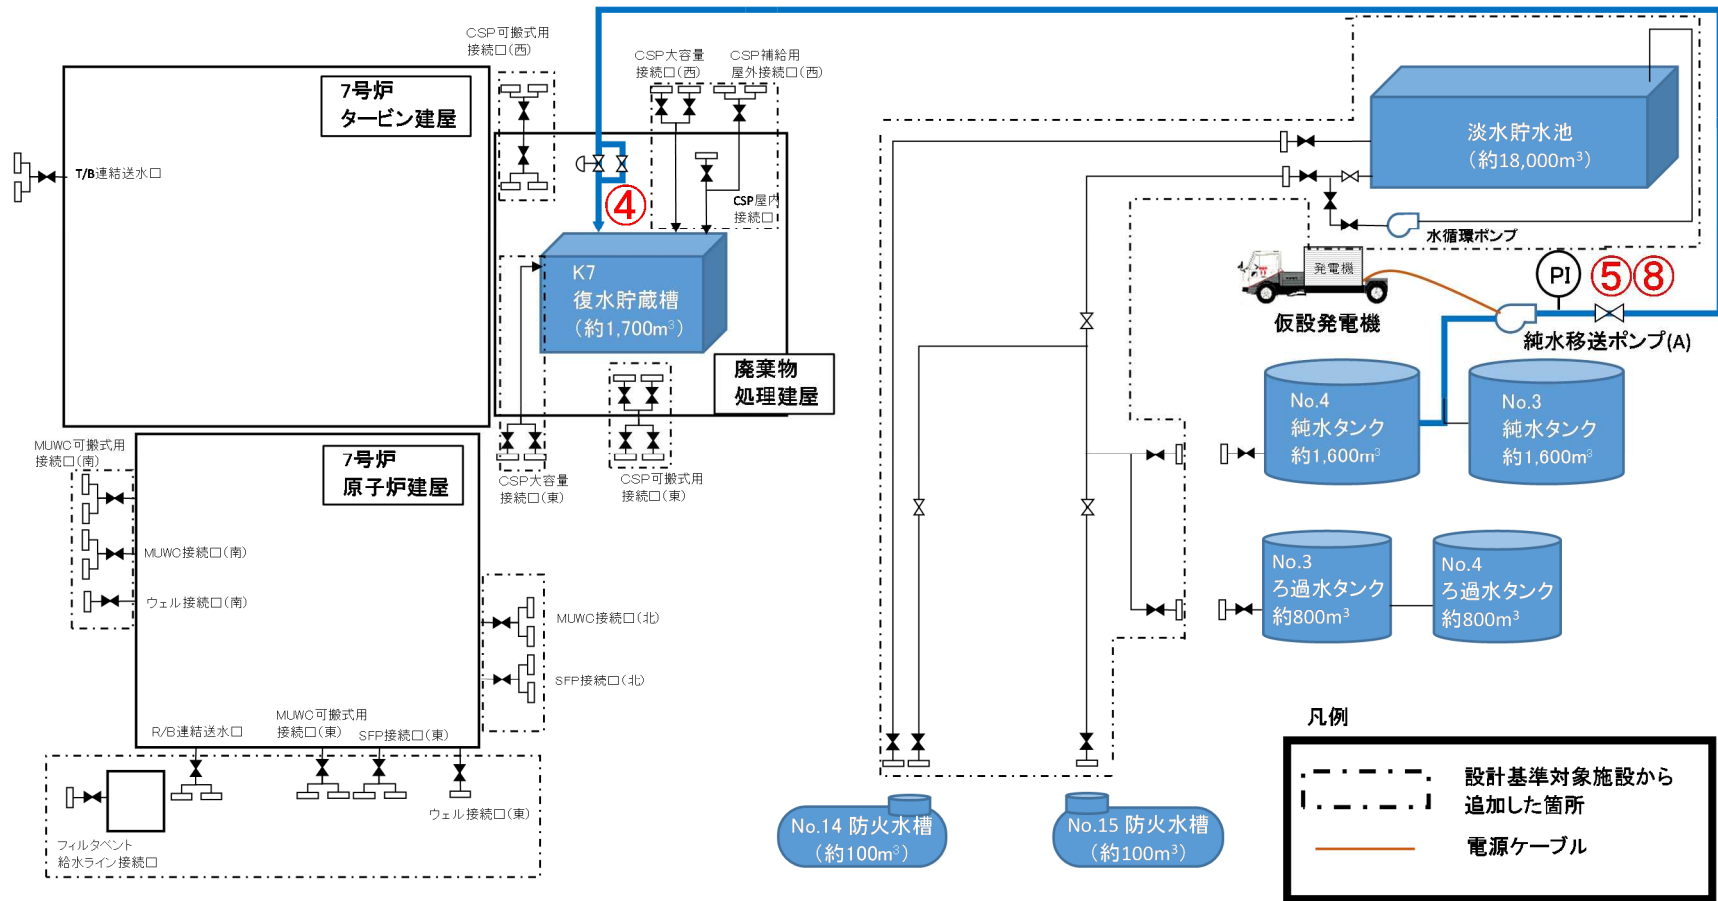 CSP可搬式用
接続口(西)
CSP大容量
接続口(西)
CSP補給用
屋外接続口(西)
7号炉
タービン建屋
T/B連結送水口
④
CSP屋内
接続口
K7
復水貯蔵槽
(約1,700m³)
廃棄物
処理建屋
淡水貯水池
(約18,000m³)
水循環ポンプ
発電機
仮設発電機
PI
⑤⑧
純水移送ポンプ(A)
No.4
純水タンク
約1,600m³
No.3
純水タンク
約1,600m³
MUWC可搬式用
接続口(南)
7号炉
原子炉建屋
CSP大容量
接続口(東)
CSP可搬式用
接続口(東)
MUWC接続口(南)
ウェル接続口(南)
No.3
ろ過水タンク
約800m³
No.4
ろ過水タンク
約800m³
MUWC接続口(北)
SFP接続口(北)
R/B連結送水口
MUWC可搬式用
接続口(東)
SFP接続口(東)
ウェル接続口(東)
フィルタベント
給水ライン接続口
No.14 防火水槽
(約100m³)
No.15 防火水槽
(約100m³)
凡例
設計基準対象施設から
追加した箇所
電源ケーブル